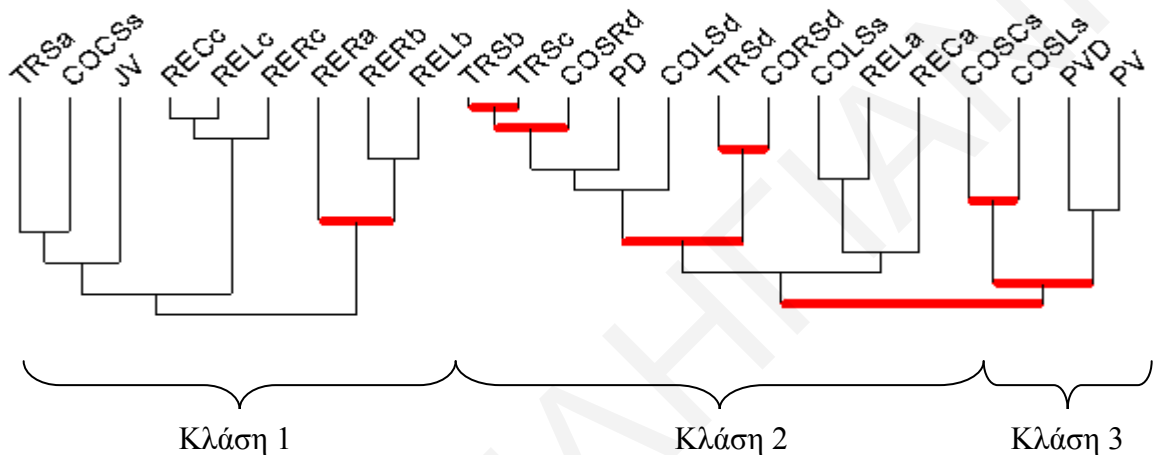 TRSa COCSs JV RECc RELc RERc RERa RERb RELb TRSb TRSc COSRd PD COLSd TRSd CORSd COLSs RELa RECa COSCs COSLs PVD PV
Κλάση 1 Κλάση 2 Κλάση 3